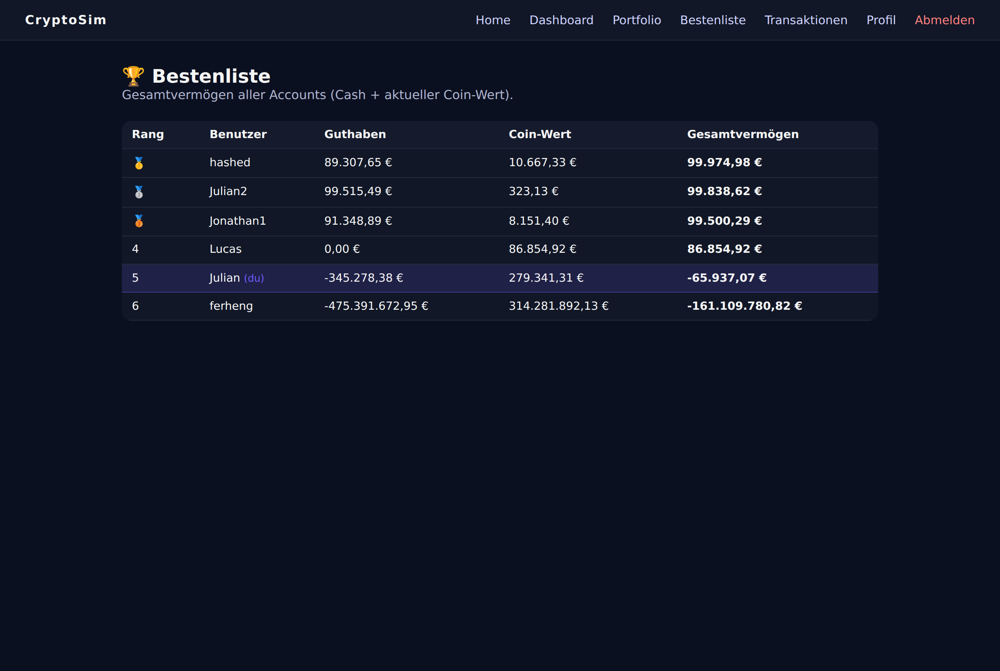 CryptoSim Home Dashboard Portfolio Bestenliste Transaktionen Profil Abmelden
🏆 Bestenliste
Gesamtvermögen aller Accounts (Cash + aktueller Coin-Wert).
Rang Benutzer Guthaben Coin-Wert Gesamtvermögen
🥇 hashed 89.307,65 € 10.667,33 € 99.974,98 €
🥈 Julian2 99.515,49 € 323,13 € 99.838,62 €
🥉 Jonathan1 91.348,89 € 8.151,40 € 99.500,29 €
4 Lucas 0,00 € 86.854,92 € 86.854,92 €
5 Julian (du) -345.278,38 € 279.341,31 € -65.937,07 €
6 ferheng -475.391.672,95 € 314.281.892,13 € -161.109.780,82 €